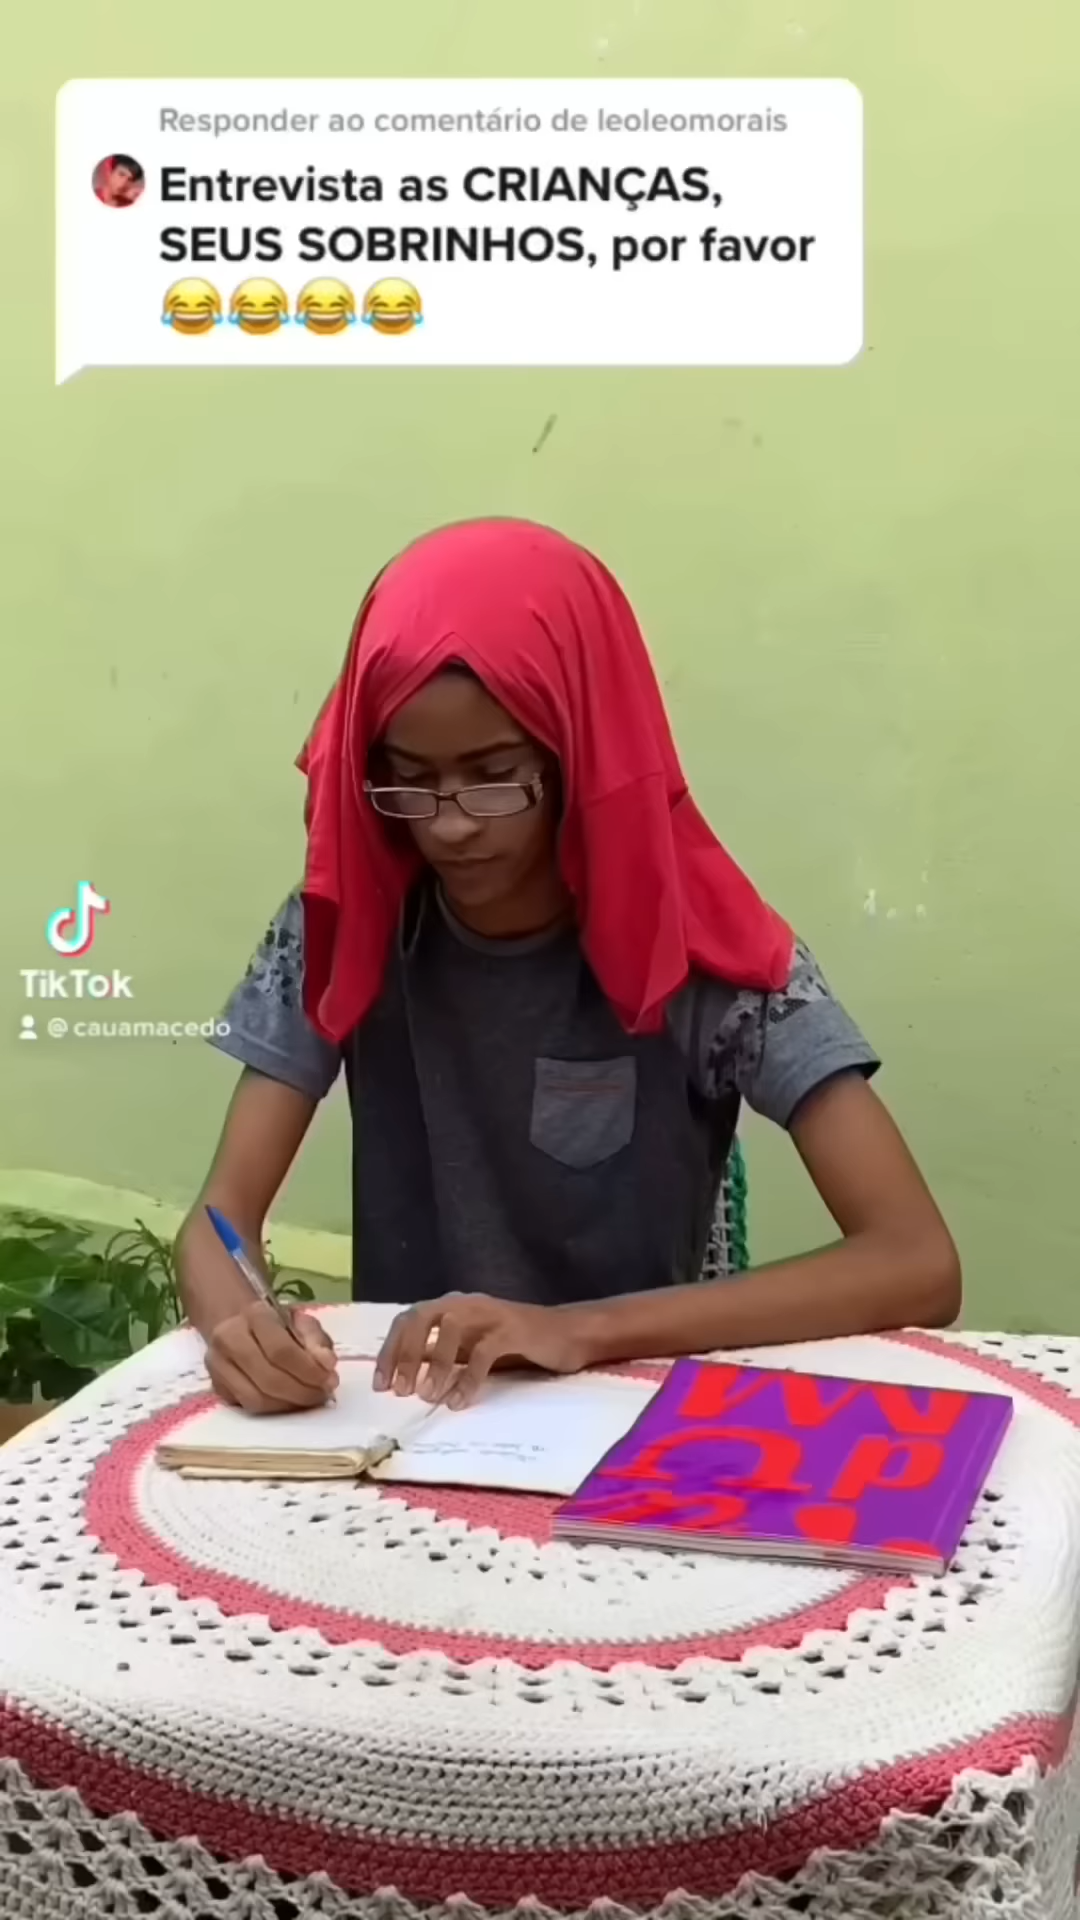 Responder ao comentário de leoleomorais
Entrevista as CRIANÇAS,
SEUS SOBRINHOS, por favor
😂😂😂😂
TikTok
@cauamacedo